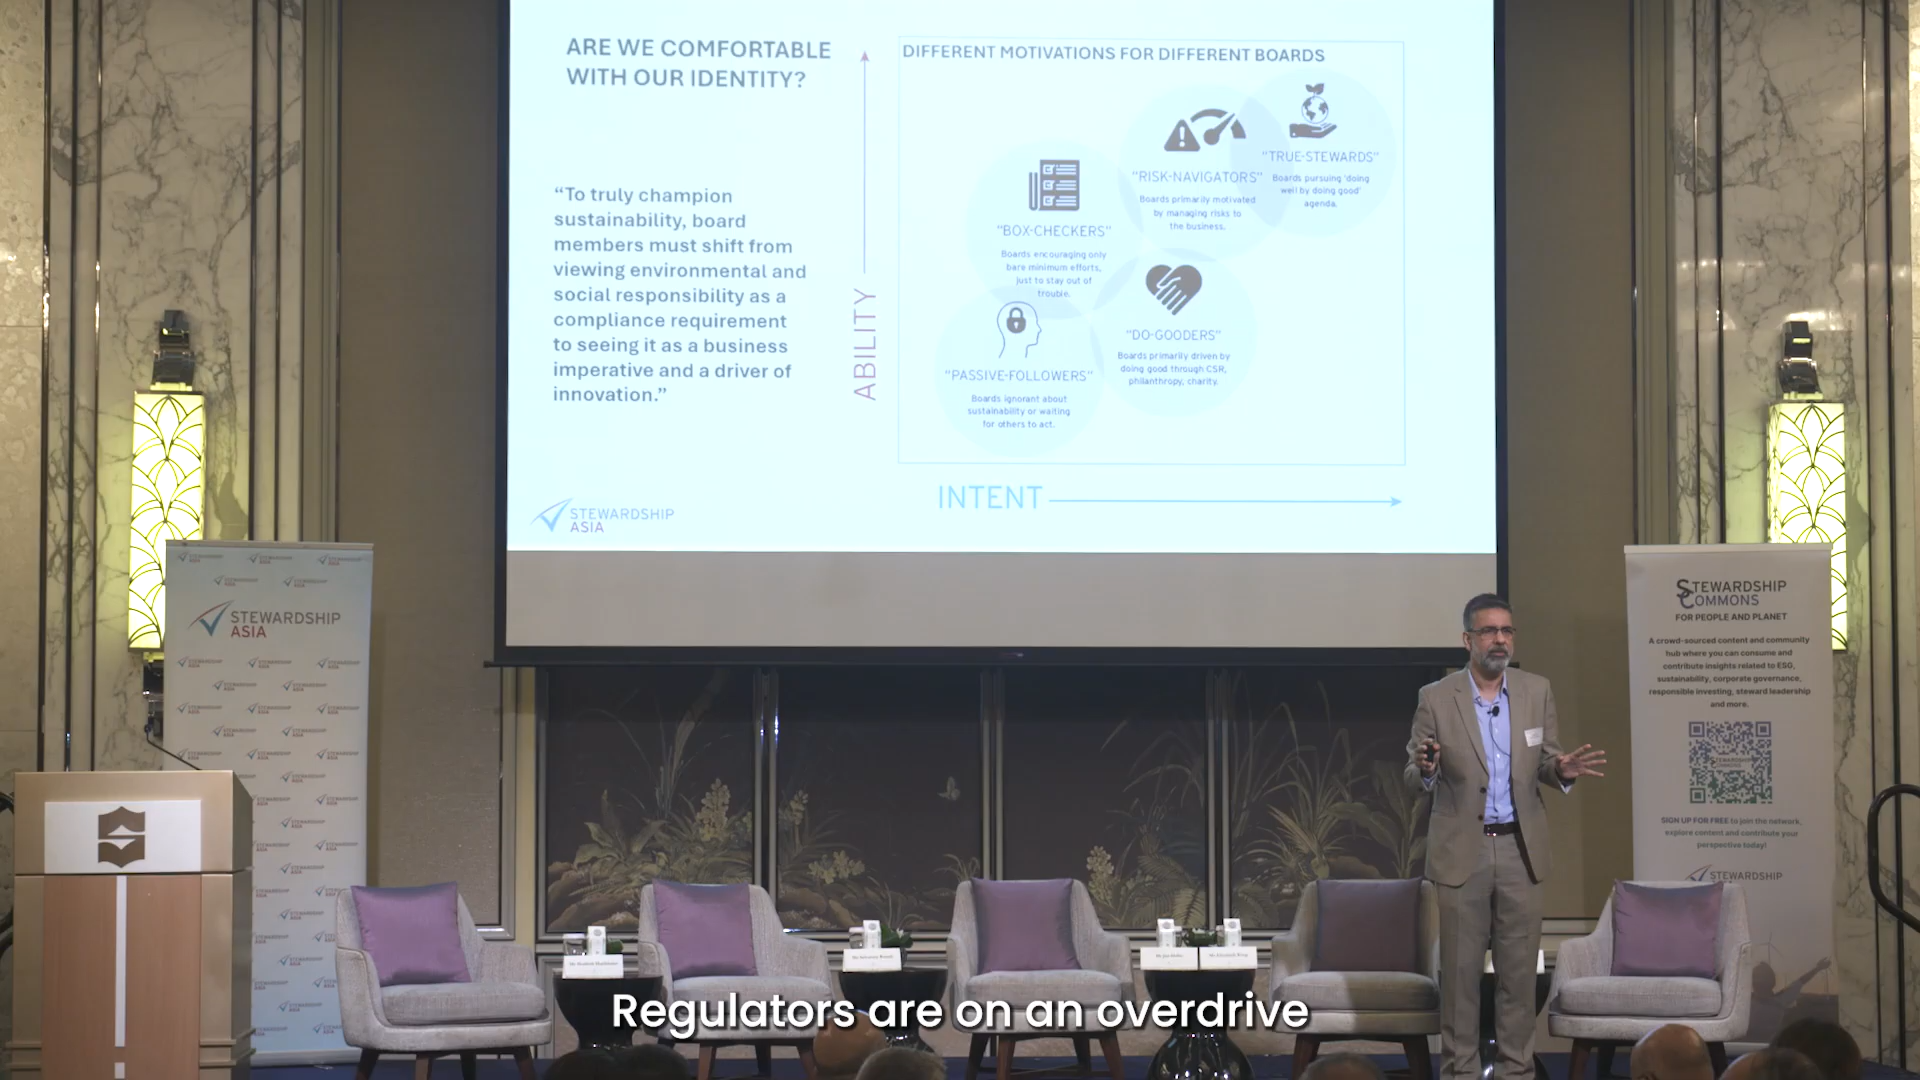 ARE WE COMFORTABLE
WITH OUR IDENTITY?
“To truly champion
sustainability, board
members must shift from
viewing environmental and
social responsibility as a
compliance requirement
to seeing it as a business
imperative and a driver of
innovation.”
STEWARDSHIP
ASIA
ABILITY
DIFFERENT MOTIVATIONS FOR DIFFERENT BOARDS
"TRUE-STEWARDS"
Boards pursuing 'doing
well by doing good'
agenda.
"RISK-NAVIGATORS"
Boards primarily motivated
by managing risks to
the business.
"BOX-CHECKERS"
Boards encouraging only
bare minimum efforts,
just to stay out of
trouble.
"DO-GOODERS"
Boards primarily driven by
doing good through CSR,
philanthropy, charity.
"PASSIVE-FOLLOWERS"
Boards ignorant about
sustainability or waiting
for others to act.
INTENT
STEWARDSHIP
ASIA
STEWARDSHIP
COMMONS
FOR PEOPLE AND PLANET
A crowd-sourced content and community
hub where you can consume and
contribute insights related to ESG,
sustainability, corporate governance,
responsible investing, steward leadership
and more.
SIGN UP FOR FREE to join the network,
explore content and contribute your
perspective today!
STEWARDSHIP
Regulators are on an overdrive